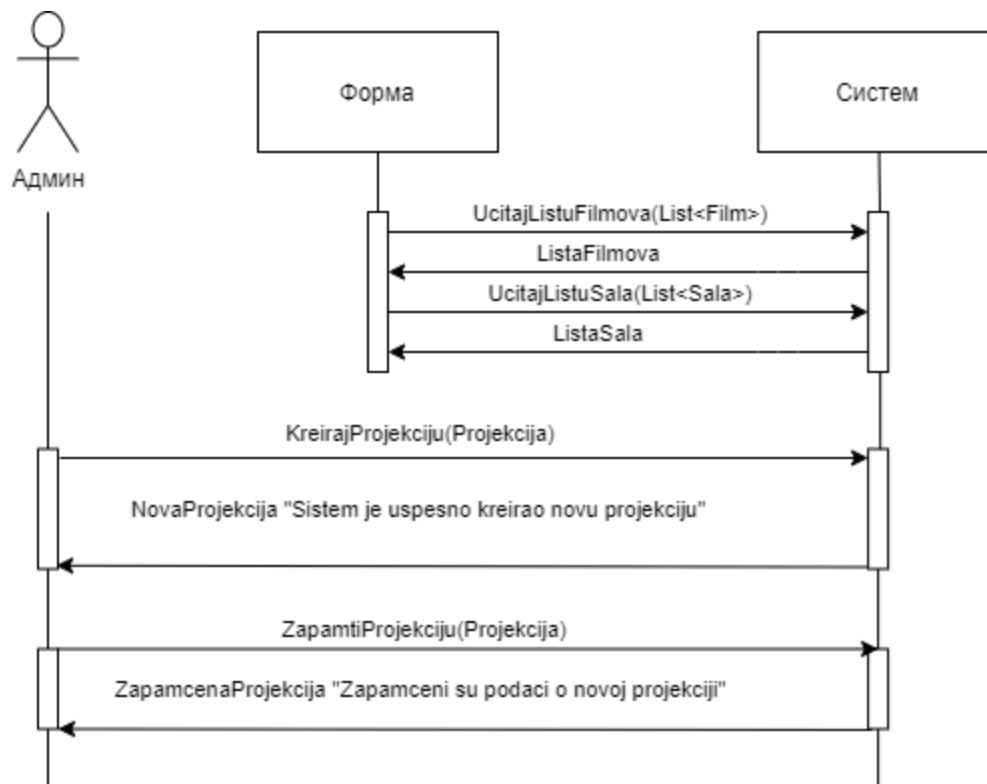 Форма
Систем
Админ
UcitajListuFilmova(List<Film>)
ListaFilmova
UcitajListuSala(List<Sala>)
ListaSala
KreirajProjekciju(Projekcija)
NovaProjekcija "Sistem je uspesno kreirao novu projekciju"
ZapamtiProjekciju(Projekcija)
ZapamcenaProjekcija "Zapamceni su podaci o novoj projekciji"